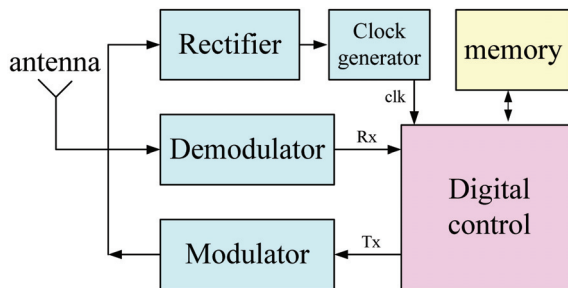 antenna
Rectifier
Clock
generator
memory
clk
Demodulator
Rx
Digital
control
Modulator
Tx